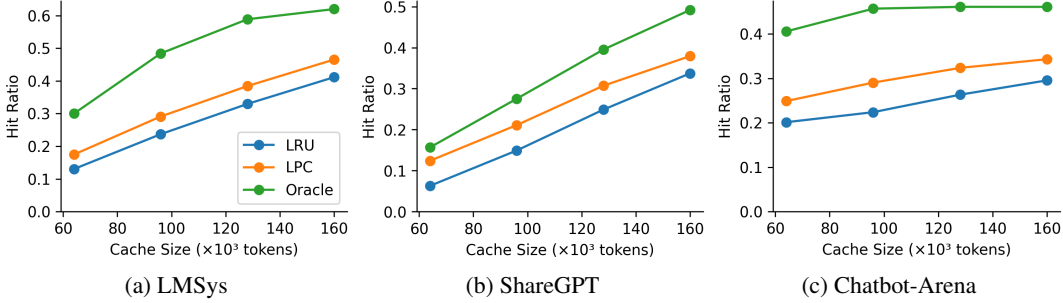 Hit Ratio
0.6
0.5
0.4
0.3
0.2
0.1
0.0
60 80 100 120 140 160
Cache Size (×10³ tokens)
LRU
LPC
Oracle
(a) LMSys
Hit Ratio
0.5
0.4
0.3
0.2
0.1
0.0
60 80 100 120 140 160
Cache Size (×10³ tokens)
(b) ShareGPT
Hit Ratio
0.4
0.3
0.2
0.1
0.0
60 80 100 120 140 160
Cache Size (×10³ tokens)
(c) Chatbot-Arena